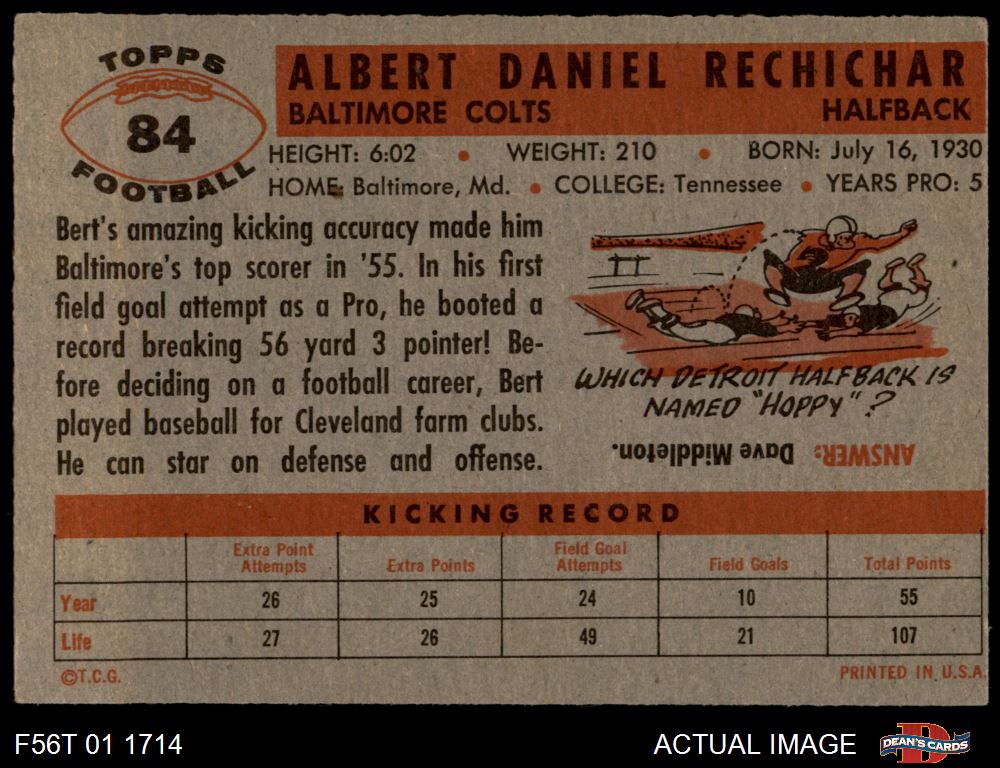 TOPPS
84
FOOTBALL
ALBERT DANIEL RECHICHAR
BALTIMORE COLTS HALFBACK
HEIGHT: 6:02 • WEIGHT: 210 • BORN: July 16, 1930
HOME: Baltimore, Md. • COLLEGE: Tennessee • YEARS PRO: 5
Bert's amazing kicking accuracy made him
Baltimore's top scorer in '55. In his first
field goal attempt as a Pro, he booted a
record breaking 56 yard 3 pointer! Be-
fore deciding on a football career, Bert
played baseball for Cleveland farm clubs.
He can star on defense and offense.
WHICH DETROIT HALFBACK IS
NAMED "HOPPY"?
ANSWER: Dave Middleton.
KICKING RECORD
Extra Point Attempts Extra Points Field Goal Attempts Field Goals Total Points
Year 26 25 24 10 55
Life 27 26 49 21 107
©T.C.G. PRINTED IN U.S.A.
F56T 01 1714 ACTUAL IMAGE D DEAN'S CARDS